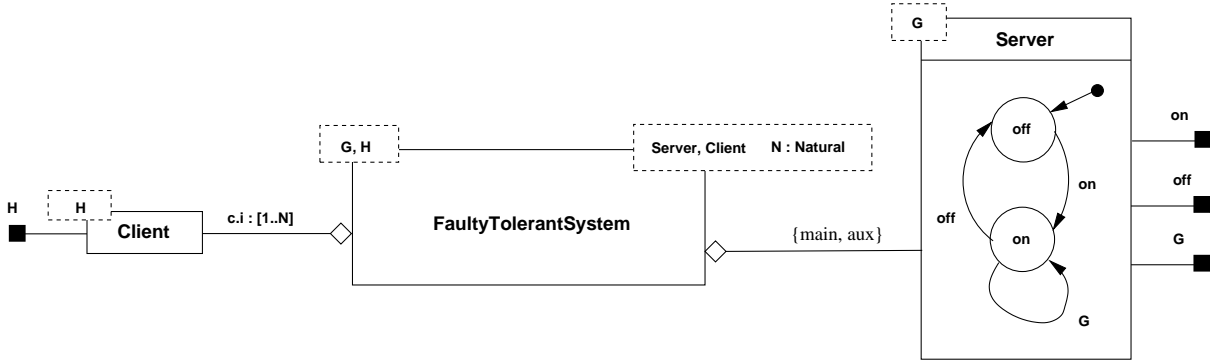 H
H
Client
c.i : [1..N]
G, H
Server, Client N : Natural
FaultyTolerantSystem
{main, aux}
G
Server
off
on
off
on
G
on
off
G